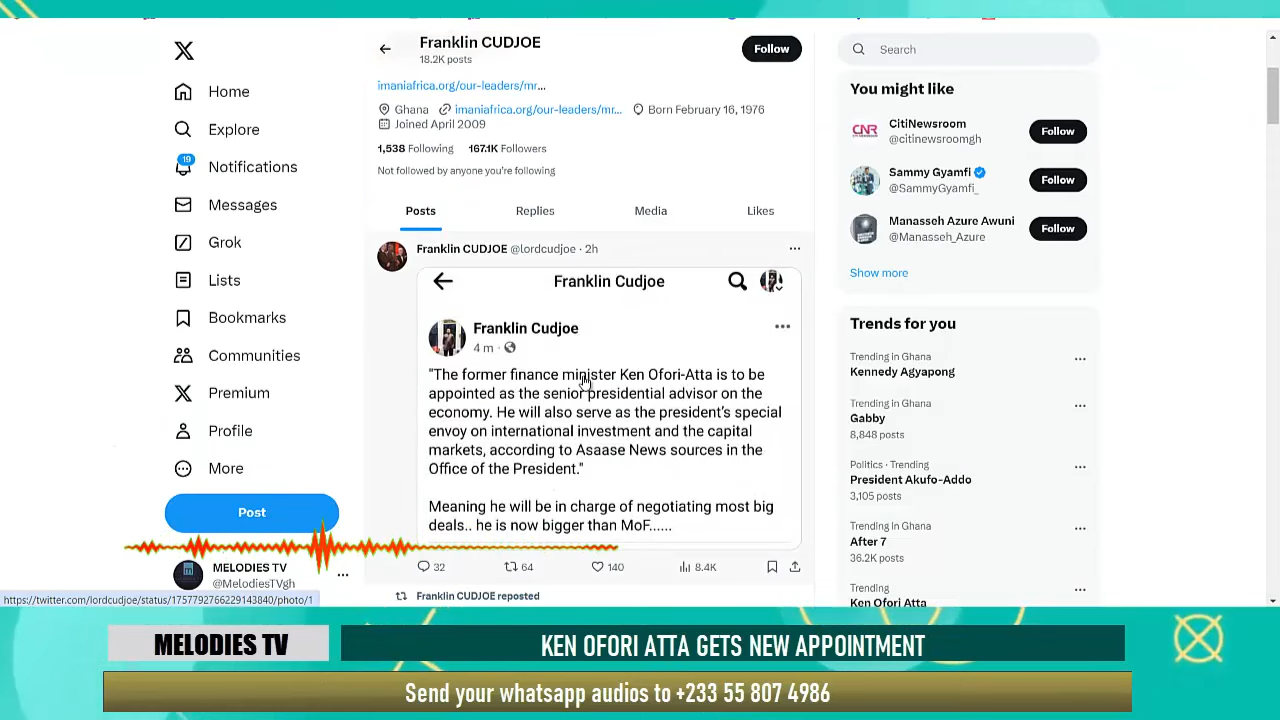 Home
Explore
19
Notifications
Messages
Grok
Lists
Bookmarks
Communities
Premium
Profile
More
Post
MELODIES TV
@MelodiesTVgh
https://twitter.com/lordcudjoe/status/1757792766229143840/photo/1
Franklin CUDJOE
18.2K posts
Follow
imaniafrica.org/our-leaders/mr...
Ghana imaniafrica.org/our-leaders/mr... Born February 16, 1976
Joined April 2009
1,538 Following 167.1K Followers
Not followed by anyone you're following
Posts Replies Media Likes
Franklin CUDJOE @lordcudjoe · 2h
Franklin Cudjoe
Franklin Cudjoe
4 m ·
"The former finance minister Ken Ofori-Atta is to be
appointed as the senior presidential advisor on the
economy. He will also serve as the president's special
envoy on international investment and the capital
markets, according to Asaase News sources in the
Office of the President."
Meaning he will be in charge of negotiating most big
deals.. he is now bigger than MoF......
32 64 140 8.4K
Franklin CUDJOE reposted
Search
You might like
CNR
CitiNewsroom
@citinewsroomgh
Follow
Sammy Gyamfi
@SammyGyamfi_
Follow
Manasseh Azure Awuni
@Manasseh_Azure
Follow
Show more
Trends for you
Trending in Ghana
Kennedy Agyapong
Trending in Ghana
Gabby
8,848 posts
Politics · Trending
President Akufo-Addo
3,105 posts
Trending in Ghana
After 7
36.2K posts
Trending in Ghana
Ken Ofori Atta
MELODIES TV
KEN OFORI ATTA GETS NEW APPOINTMENT
Send your whatsapp audios to +233 55 807 4986